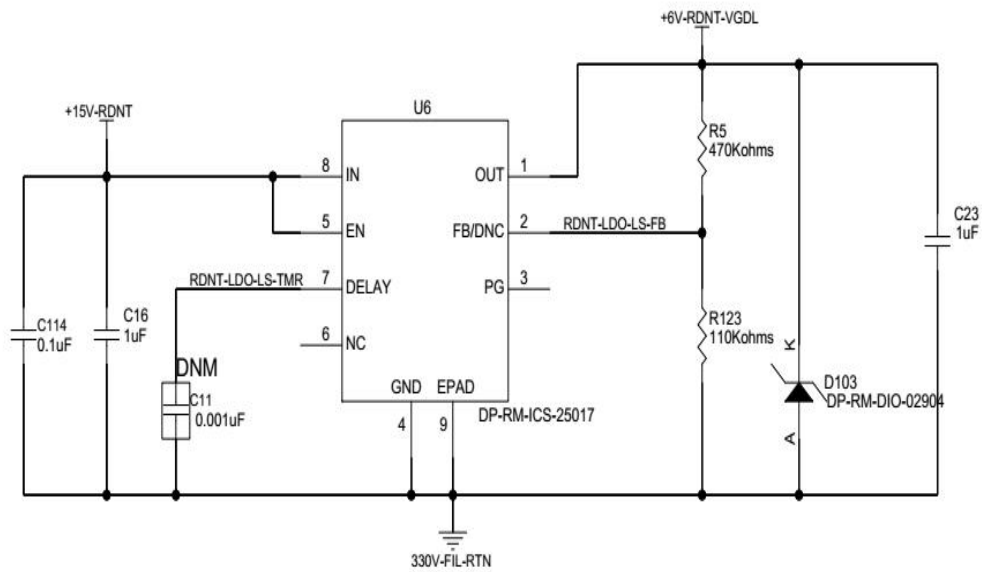 +6V-RDNT-VGDL
+15V-RDNT
U6
8 IN
OUT 1
5 EN
FB/DNC 2
RDNT-LDO-LS-FB
RDNT-LDO-LS-TMR
7 DELAY
PG 3
6 NC
GND EPAD
4 9
DP-RM-ICS-25017
R5
470Kohms
R123
110Kohms
C23
1uF
C114
0.1uF
C16
1uF
DNM
C11
0.001uF
K
D103
DP-RM-DIO-02904
A
330V-FIL-RTN